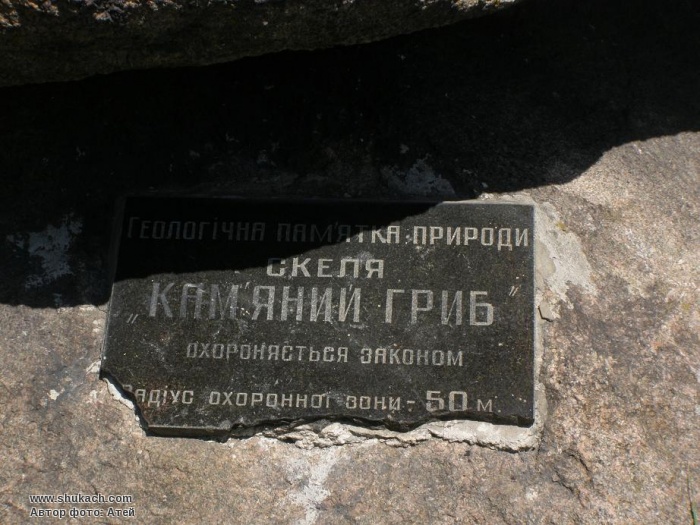 Геологічна пам'ятка природи
скеля
„Кам'яний гриб"
охороняється законом
Радіус охоронної зони - 50 м
www.shukach.com
Автор фото: Атей